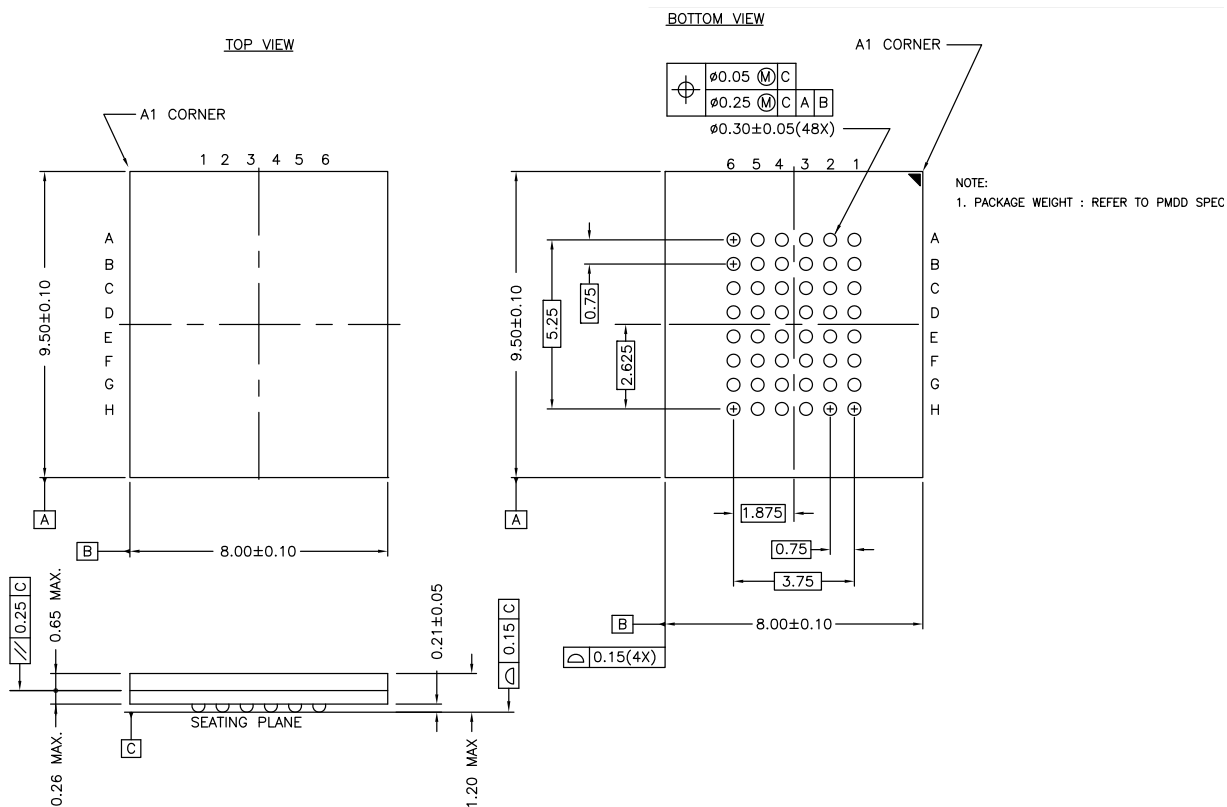 BOTTOM VIEW
TOP VIEW
A1 CORNER
ø0.05 Ⓜ C
ø0.25 Ⓜ C A B
ø0.30±0.05(48X)
A1 CORNER
1 2 3 4 5 6
6 5 4 3 2 1
NOTE:
1. PACKAGE WEIGHT : REFER TO PMDD SPEC
A
B
C
D
E
F
G
H
9.50±0.10
A
B
8.00±0.10
9.50±0.10
5.25
0.75
2.625
A
B
C
D
E
F
G
H
A
1.875
0.75
3.75
B
8.00±0.10
0.15(4X)
// 0.25 C
0.65 MAX.
0.26 MAX.
0.21±0.05
0.15 C
1.20 MAX
SEATING PLANE
C